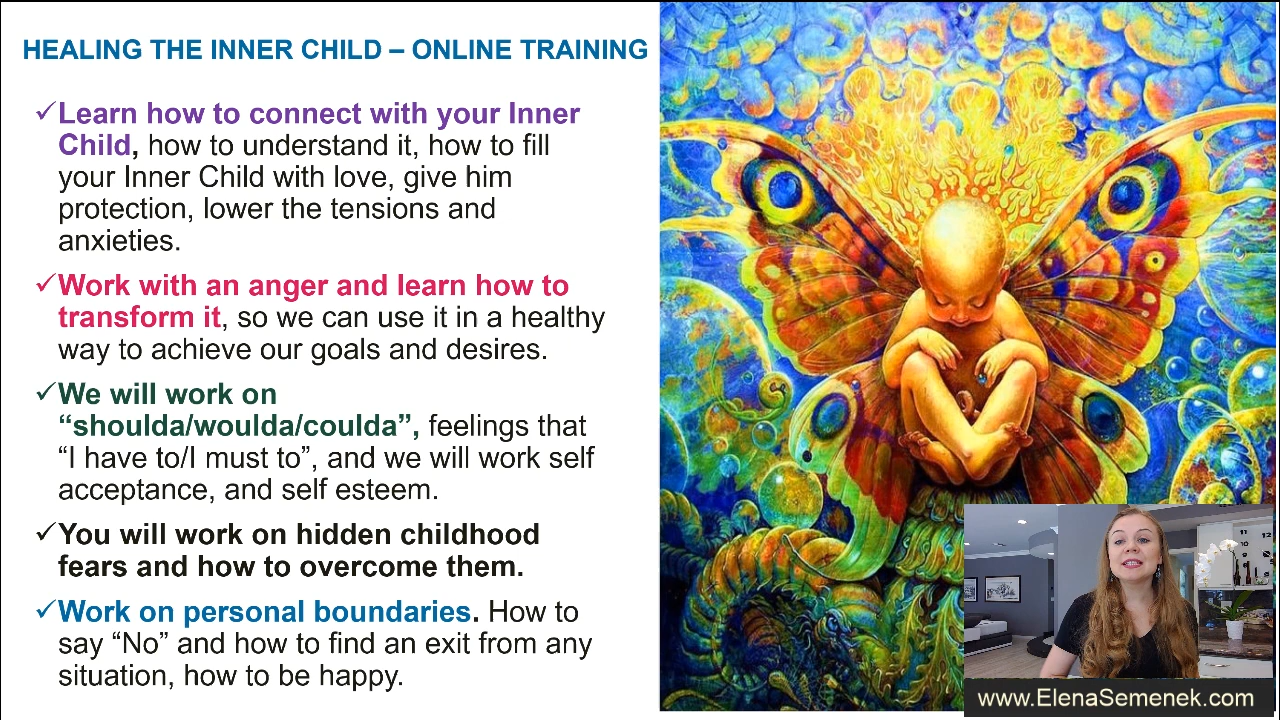 HEALING THE INNER CHILD – ONLINE TRAINING
✓Learn how to connect with your Inner
Child, how to understand it, how to fill
your Inner Child with love, give him
protection, lower the tensions and
anxieties.
✓Work with an anger and learn how to
transform it, so we can use it in a healthy
way to achieve our goals and desires.
✓We will work on
“shoulda/woulda/coulda”, feelings that
“I have to/I must to”, and we will work self
acceptance, and self esteem.
✓You will work on hidden childhood
fears and how to overcome them.
✓Work on personal boundaries. How to
say “No” and how to find an exit from any
situation, how to be happy.
www.ElenaSemenek.com